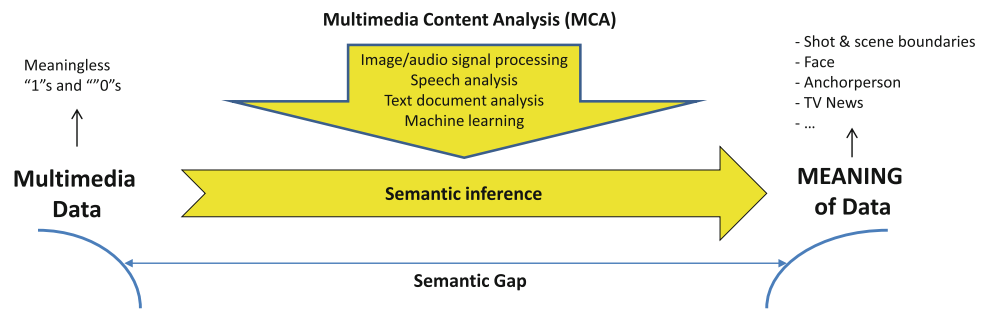 Multimedia Content Analysis (MCA)
Image/audio signal processing
Speech analysis
Text document analysis
Machine learning
Meaningless
“1”s and “”0”s
- Shot & scene boundaries
- Face
- Anchorperson
- TV News
- ...
Multimedia
Data
Semantic inference
MEANING
of Data
Semantic Gap